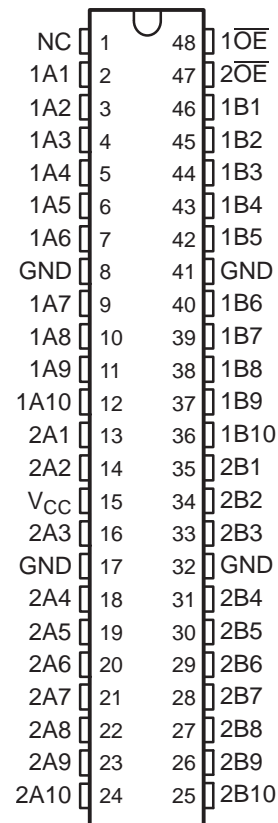 NC 1 48 1O̅E̅
1A1 2 47 2O̅E̅
1A2 3 46 1B1
1A3 4 45 1B2
1A4 5 44 1B3
1A5 6 43 1B4
1A6 7 42 1B5
GND 8 41 GND
1A7 9 40 1B6
1A8 10 39 1B7
1A9 11 38 1B8
1A10 12 37 1B9
2A1 13 36 1B10
2A2 14 35 2B1
VCC 15 34 2B2
2A3 16 33 2B3
GND 17 32 GND
2A4 18 31 2B4
2A5 19 30 2B5
2A6 20 29 2B6
2A7 21 28 2B7
2A8 22 27 2B8
2A9 23 26 2B9
2A10 24 25 2B10